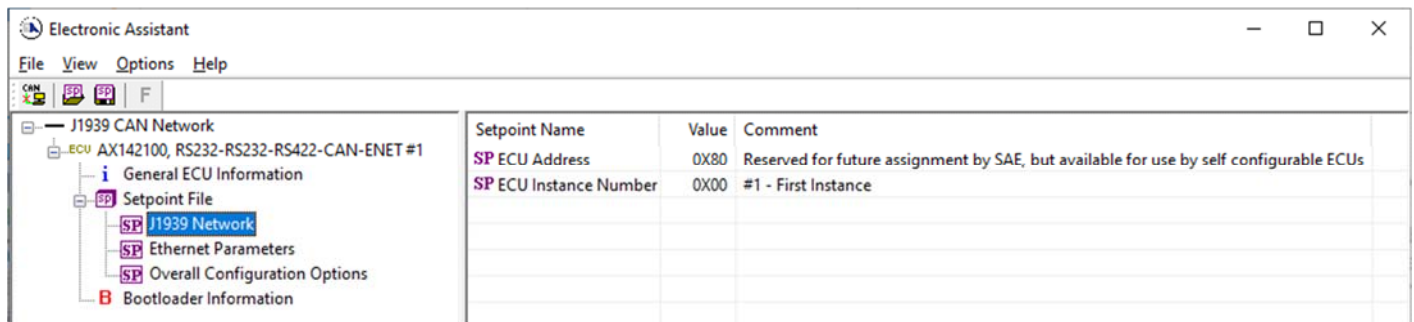 Electronic Assistant
File View Options Help
CAN SP SP F
J1939 CAN Network
ECU AX142100, RS232-RS232-RS422-CAN-ENET #1
i General ECU Information
SP Setpoint File
SP J1939 Network
SP Ethernet Parameters
SP Overall Configuration Options
B Bootloader Information
Setpoint Name Value Comment
SP ECU Address 0X80 Reserved for future assignment by SAE, but available for use by self configurable ECUs
SP ECU Instance Number 0X00 #1 - First Instance